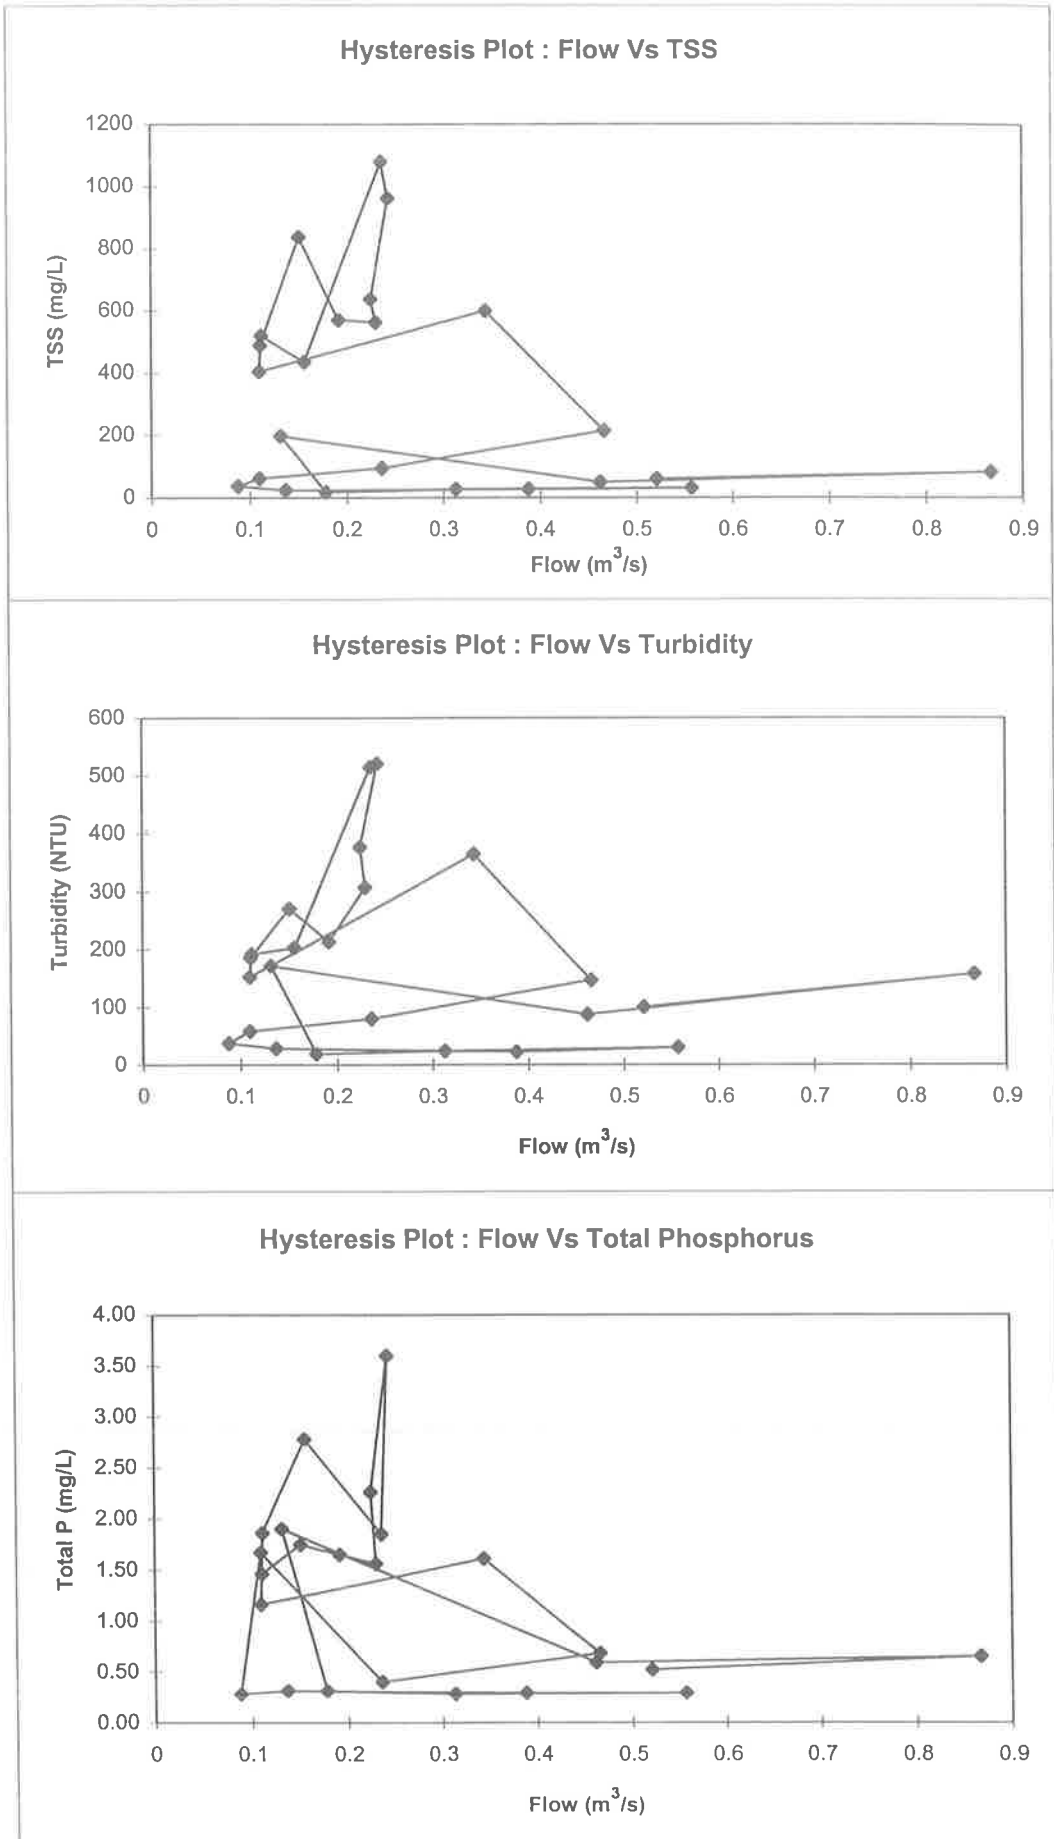 Hysteresis Plot : Flow Vs TSS
1200
1000
800
600
400
200
0
TSS (mg/L)
0 0.1 0.2 0.3 0.4 0.5 0.6 0.7 0.8 0.9
Flow (m³/s)
Hysteresis Plot : Flow Vs Turbidity
600
500
400
300
200
100
0
Turbidity (NTU)
0 0.1 0.2 0.3 0.4 0.5 0.6 0.7 0.8 0.9
Flow (m³/s)
Hysteresis Plot : Flow Vs Total Phosphorus
4.00
3.50
3.00
2.50
2.00
1.50
1.00
0.50
0.00
Total P (mg/L)
0 0.1 0.2 0.3 0.4 0.5 0.6 0.7 0.8 0.9
Flow (m³/s)